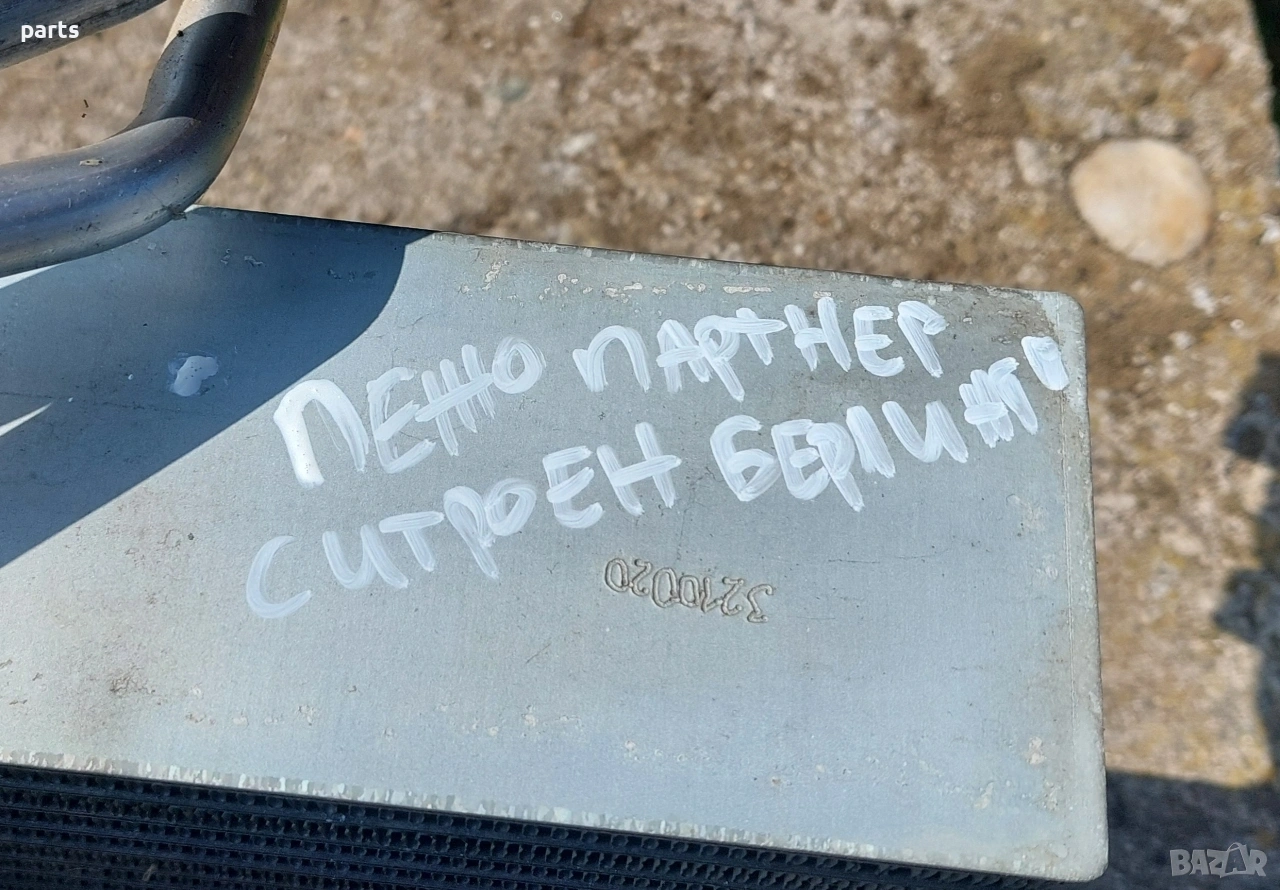 parts
ПЕЖО ПАРТНЕР
СИТРОЕН БЕРЛИНГО
3210020
BAZAR